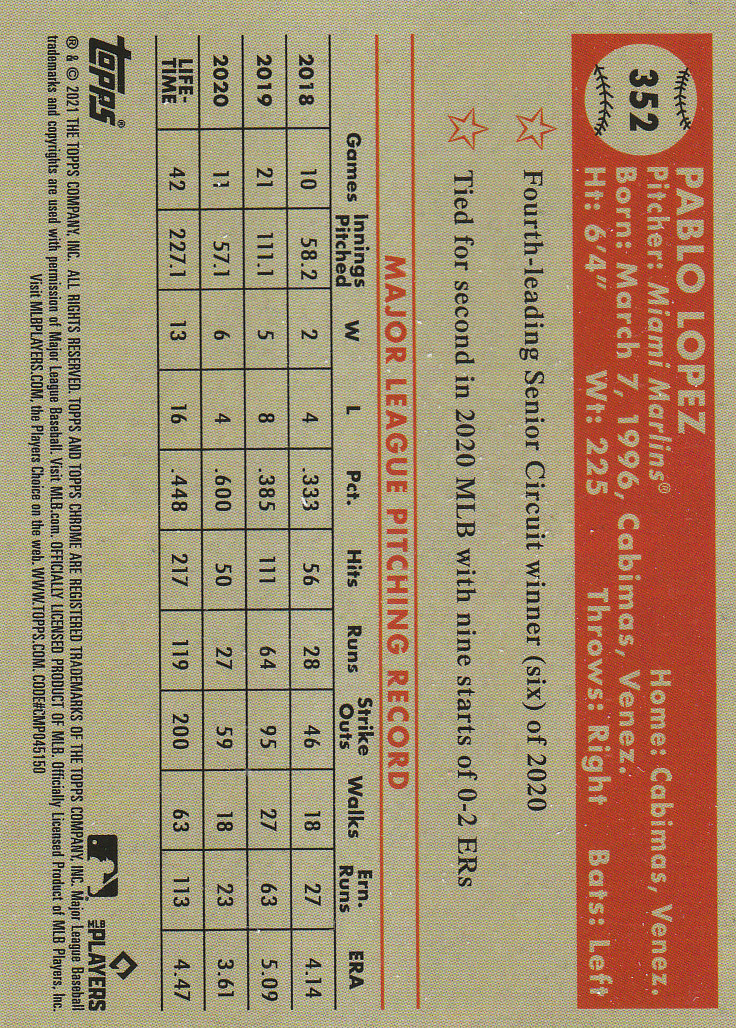 352
PABLO LOPEZ
Pitcher: Miami Marlins® Home: Cabimas, Venez.
Born: March 7, 1996, Cabimas, Venez.
Ht: 6'4" Wt: 225 Throws: Right Bats: Left
Fourth-leading Senior Circuit winner (six) of 2020
Tied for second in 2020 MLB with nine starts of 0-2 ERs
MAJOR LEAGUE PITCHING RECORD
Games Innings Pitched W L Pct. Hits Runs Strike Outs Walks Ern. Runs ERA
2018 10 58.2 2 4 .333 56 28 46 18 27 4.14
2019 21 111.1 5 8 .385 111 64 95 27 63 5.09
2020 11 57.1 6 4 .600 50 27 59 18 23 3.61
LIFE-TIME 42 227.1 13 16 .448 217 119 200 63 113 4.47
topps®
MLB PLAYERS
® & © 2021 THE TOPPS COMPANY, INC. ALL RIGHTS RESERVED. TOPPS AND TOPPS CHROME ARE REGISTERED TRADEMARKS OF THE TOPPS COMPANY, INC. Major League Baseball
trademarks and copyrights are used with permission of Major League Baseball. Visit MLB.com. OFFICIALLY LICENSED PRODUCT OF MLB Players, Inc.
Visit MLBPLAYERS.COM, the Players Choice on the web. WWW.TOPPS.COM. CODE#CMP045150